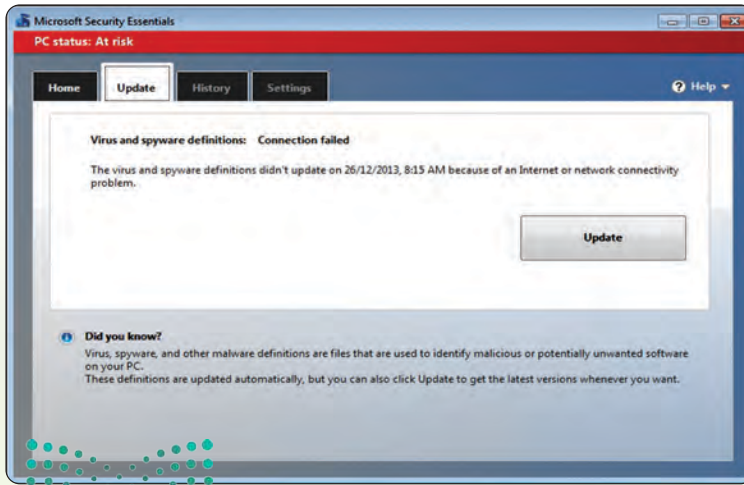 Microsoft Security Essentials
PC status: At risk
Home Update History Settings Help
Virus and spyware definitions: Connection failed
The virus and spyware definitions didn't update on 26/12/2013, 8:15 AM because of an Internet or network connectivity
problem.
Update
Did you know?
Virus, spyware, and other malware definitions are files that are used to identify malicious or potentially unwanted software
on your PC.
These definitions are updated automatically, but you can also click Update to get the latest versions whenever you want.